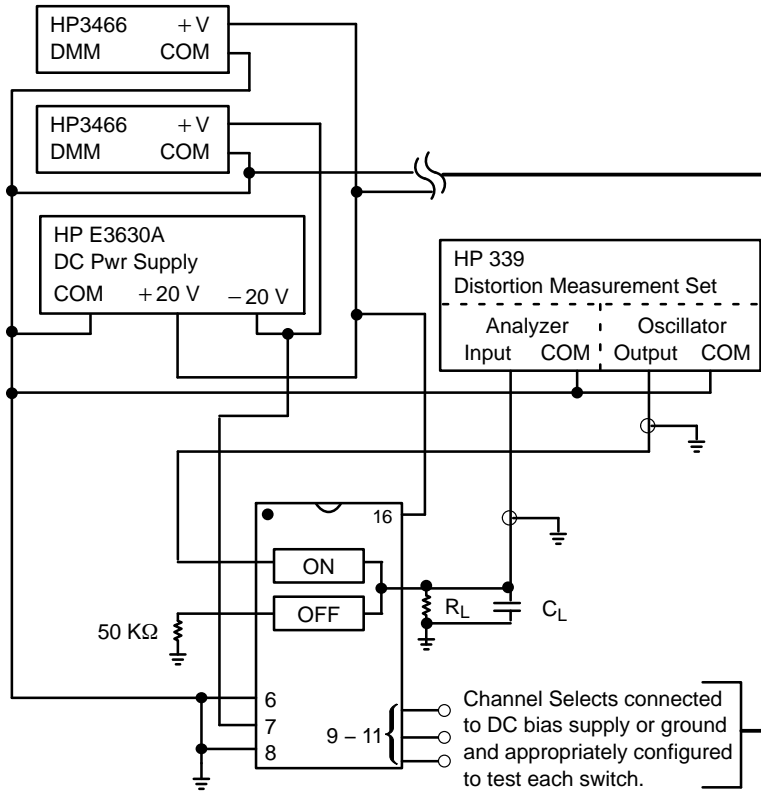 HP3466 + V
DMM COM
HP3466 + V
DMM COM
HP E3630A
DC Pwr Supply
COM + 20 V − 20 V
HP 339
Distortion Measurement Set
Analyzer Oscillator
Input COM Output COM
16
ON
OFF
50 KΩ
RL
CL
6
7
8
9 – 11
Channel Selects connected
to DC bias supply or ground
and appropriately configured
to test each switch.